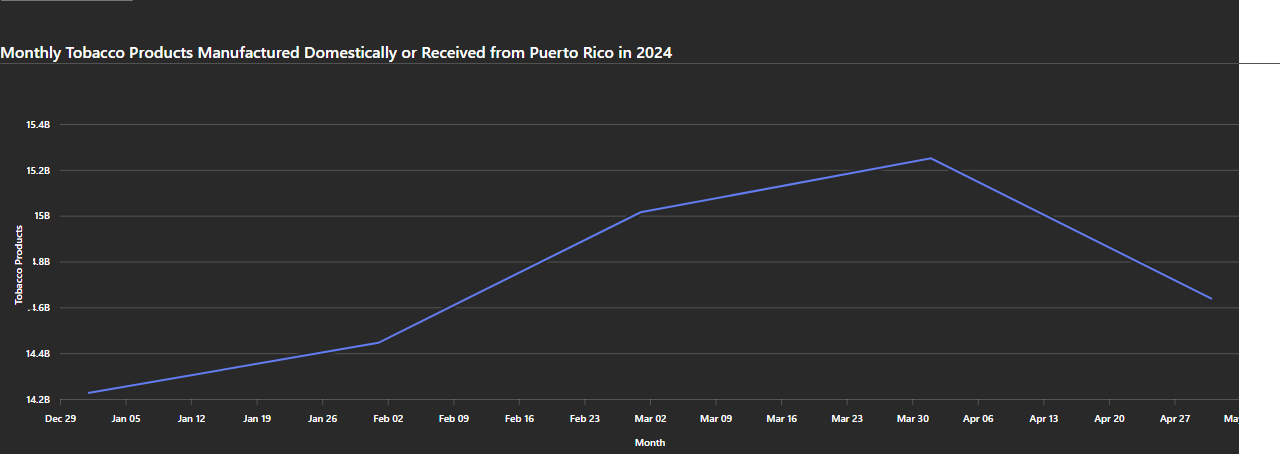 Monthly Tobacco Products Manufactured Domestically or Received from Puerto Rico in 2024
15.4B
15.2B
15B
4.8B
.6B
14.4B
14.2B
Tobacco Products
Dec 29 Jan 05 Jan 12 Jan 19 Jan 26 Feb 02 Feb 09 Feb 16 Feb 23 Mar 02 Mar 09 Mar 16 Mar 23 Mar 30 Apr 06 Apr 13 Apr 20 Apr 27 May
Month